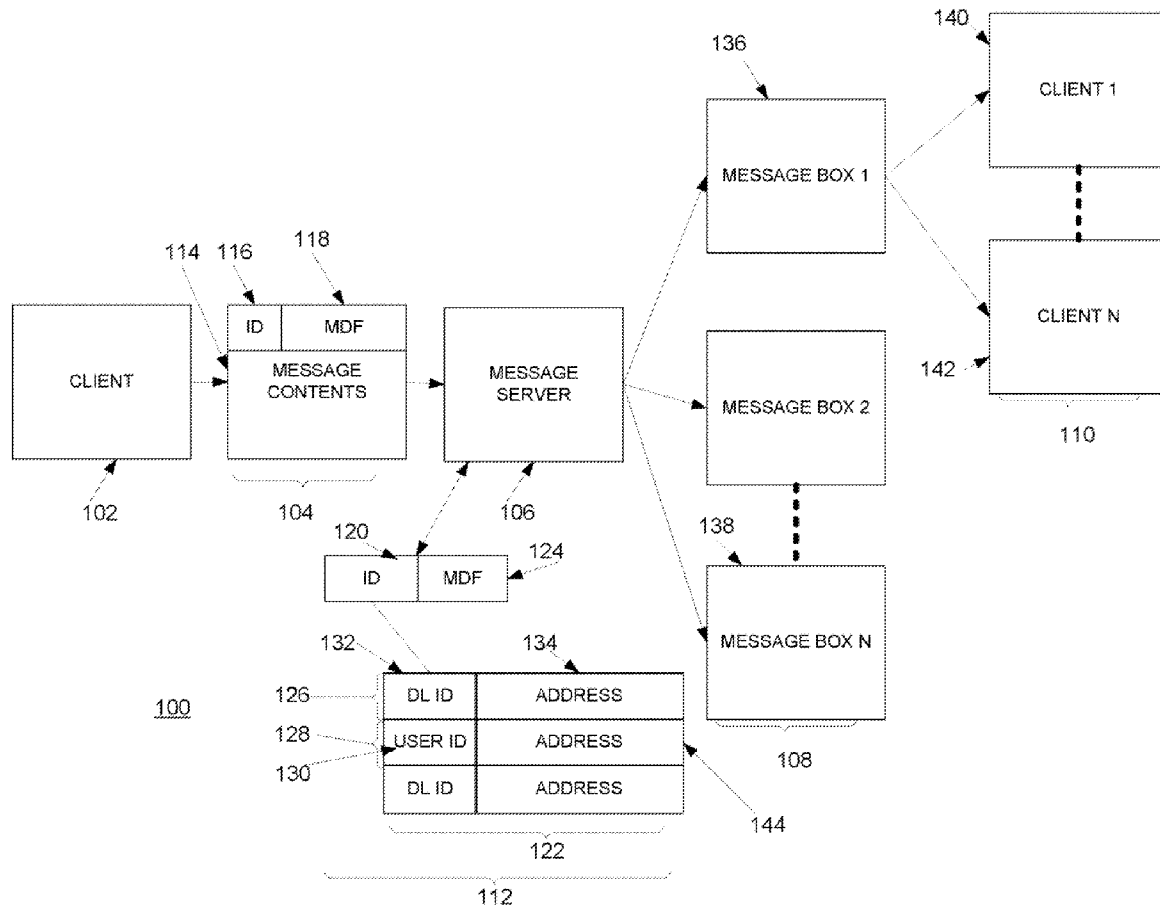 140
136
CLIENT 1
MESSAGE BOX 1
118
116
114
ID MDF
CLIENT N
CLIENT
MESSAGE
CONTENTS
MESSAGE
SERVER
142
MESSAGE BOX 2
110
102
104
106
120
138
124
ID MDF
MESSAGE BOX N
132
134
126
DL ID ADDRESS
100
128
USER ID ADDRESS
108
130
DL ID ADDRESS
144
122
112